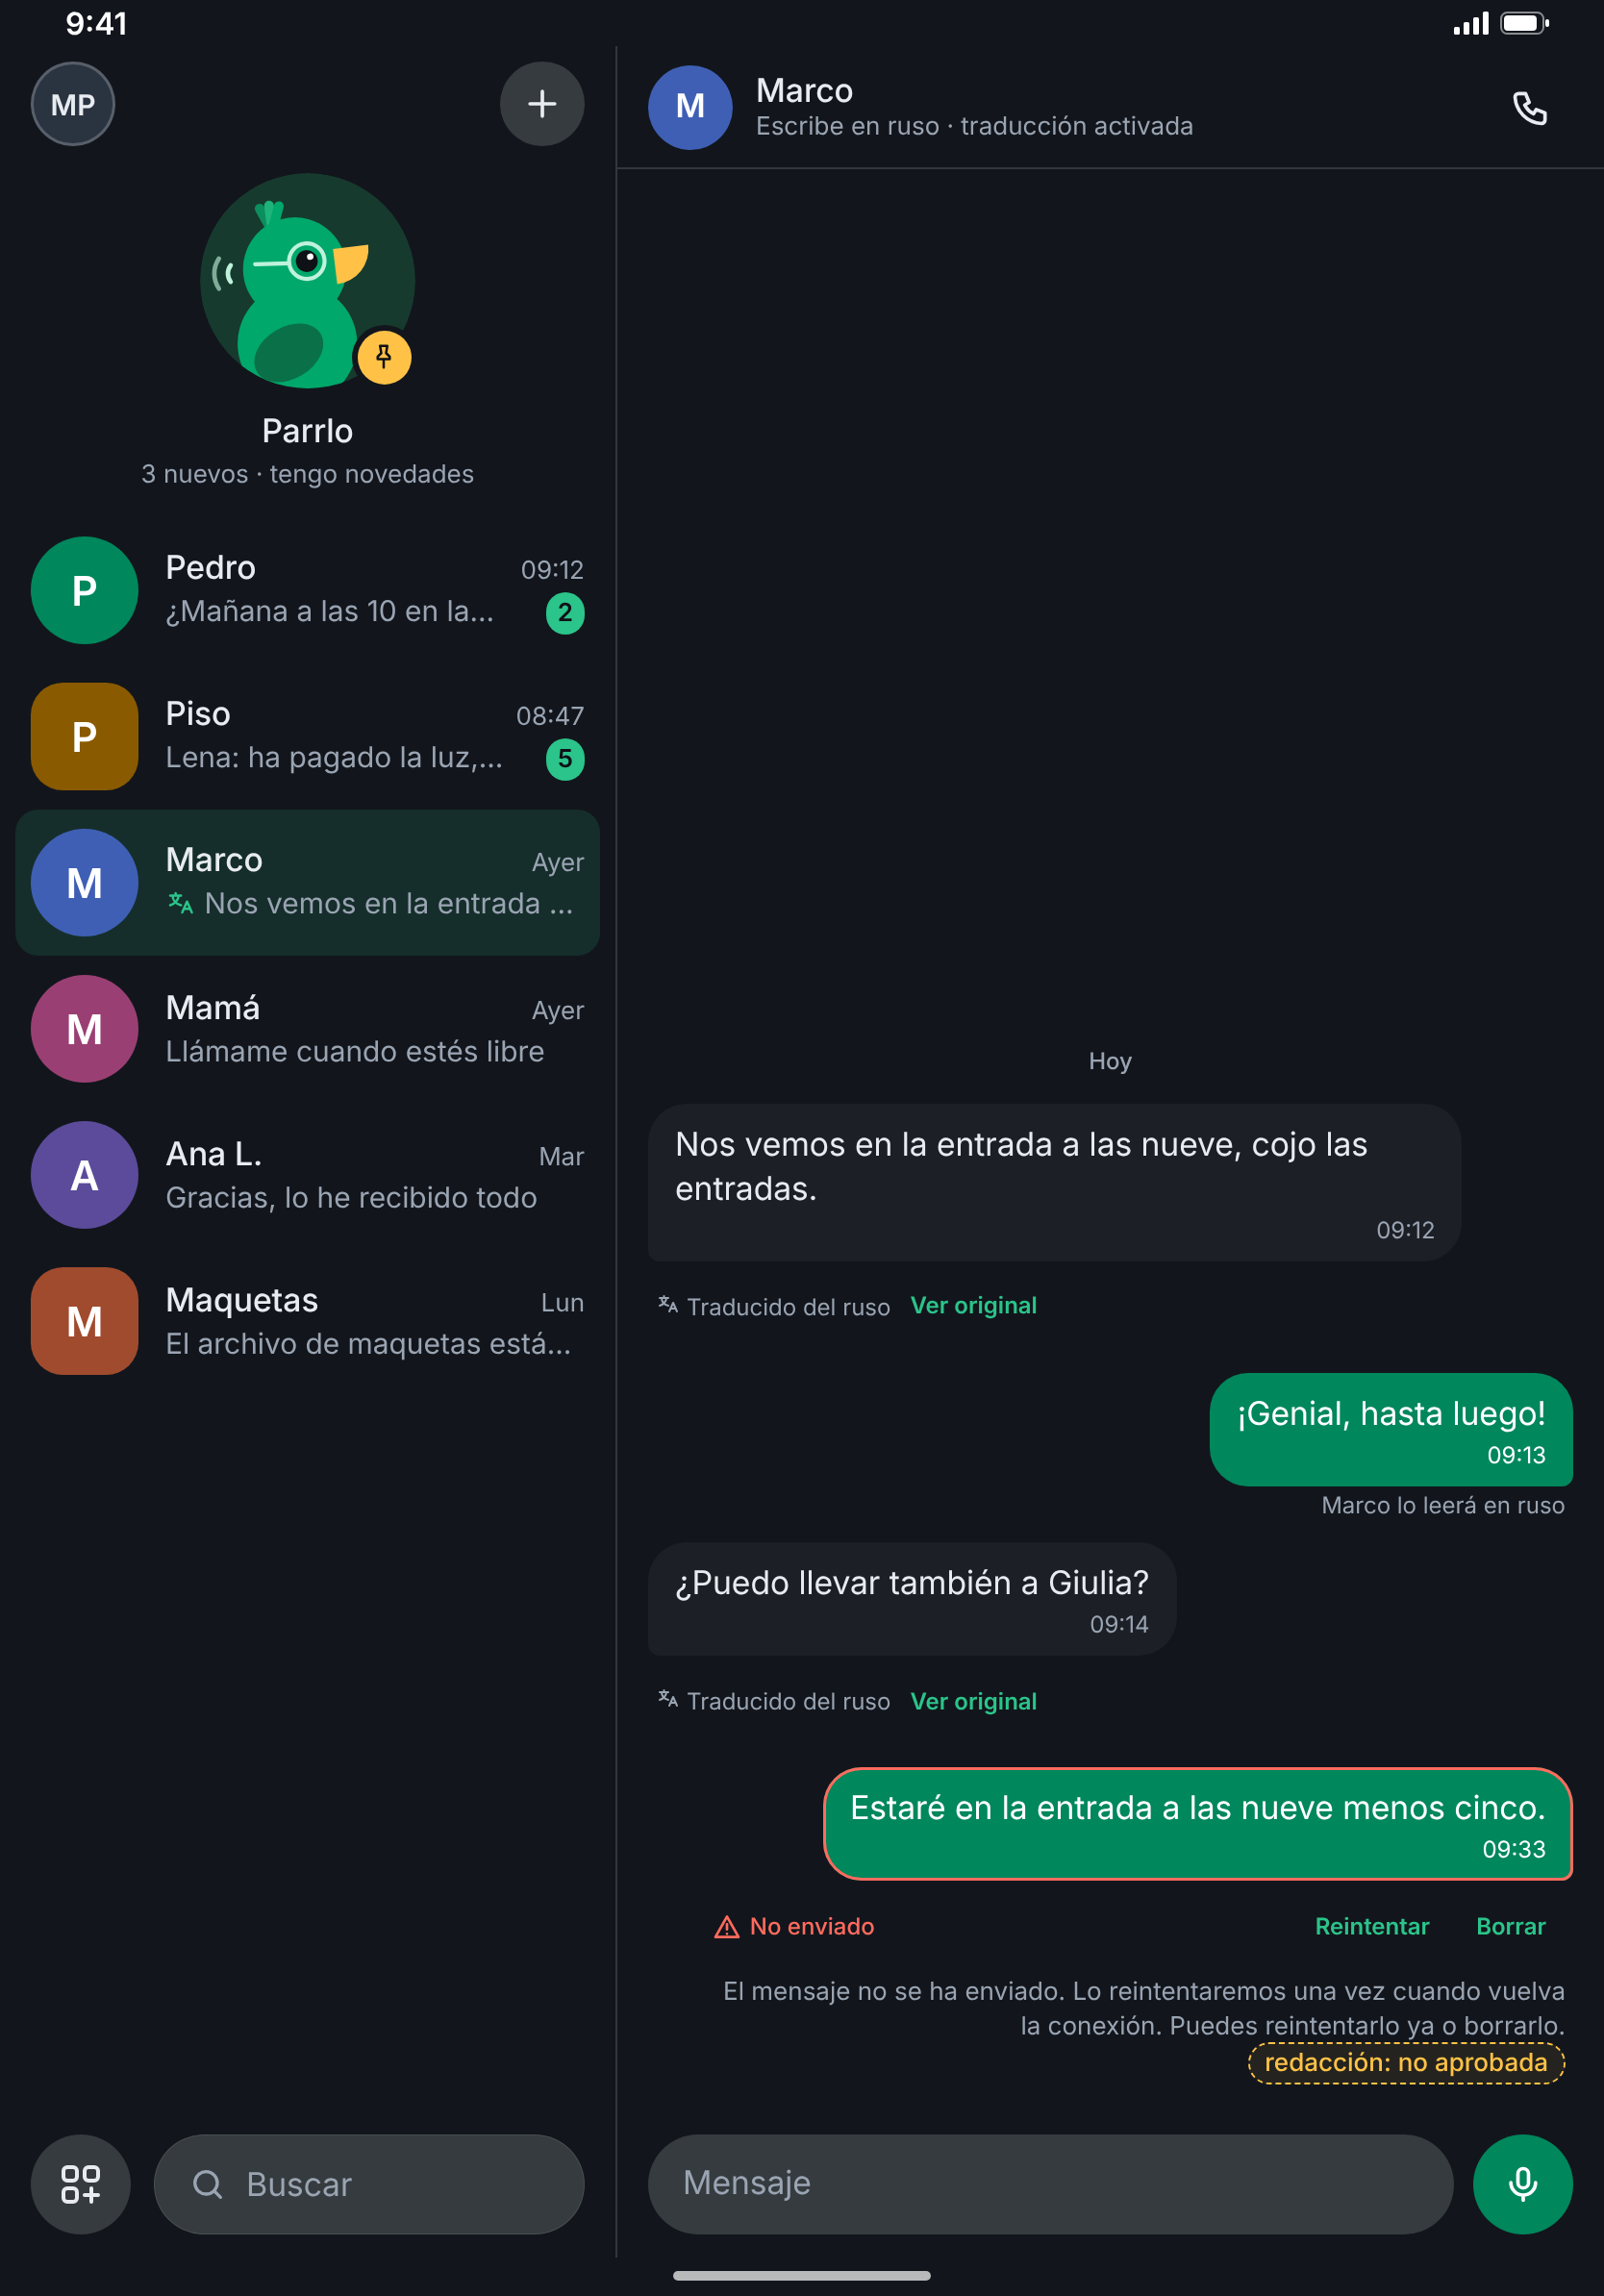 9:41
MP
Parrlo
3 nuevos · tengo novedades
P
Pedro
09:12
¿Mañana a las 10 en la...
2
P
Piso
08:47
Lena: ha pagado la luz,...
5
M
Marco
Ayer
Nos vemos en la entrada ...
M
Mamá
Ayer
Llámame cuando estés libre
A
Ana L.
Mar
Gracias, lo he recibido todo
M
Maquetas
Lun
El archivo de maquetas está...
Buscar
M
Marco
Escribe en ruso · traducción activada
Hoy
Nos vemos en la entrada a las nueve, cojo las
entradas.
09:12
Traducido del ruso Ver original
¡Genial, hasta luego!
09:13
Marco lo leerá en ruso
¿Puedo llevar también a Giulia?
09:14
Traducido del ruso Ver original
Estaré en la entrada a las nueve menos cinco.
09:33
No enviado
Reintentar Borrar
El mensaje no se ha enviado. Lo reintentaremos una vez cuando vuelva
la conexión. Puedes reintentarlo ya o borrarlo.
redacción: no aprobada
Mensaje